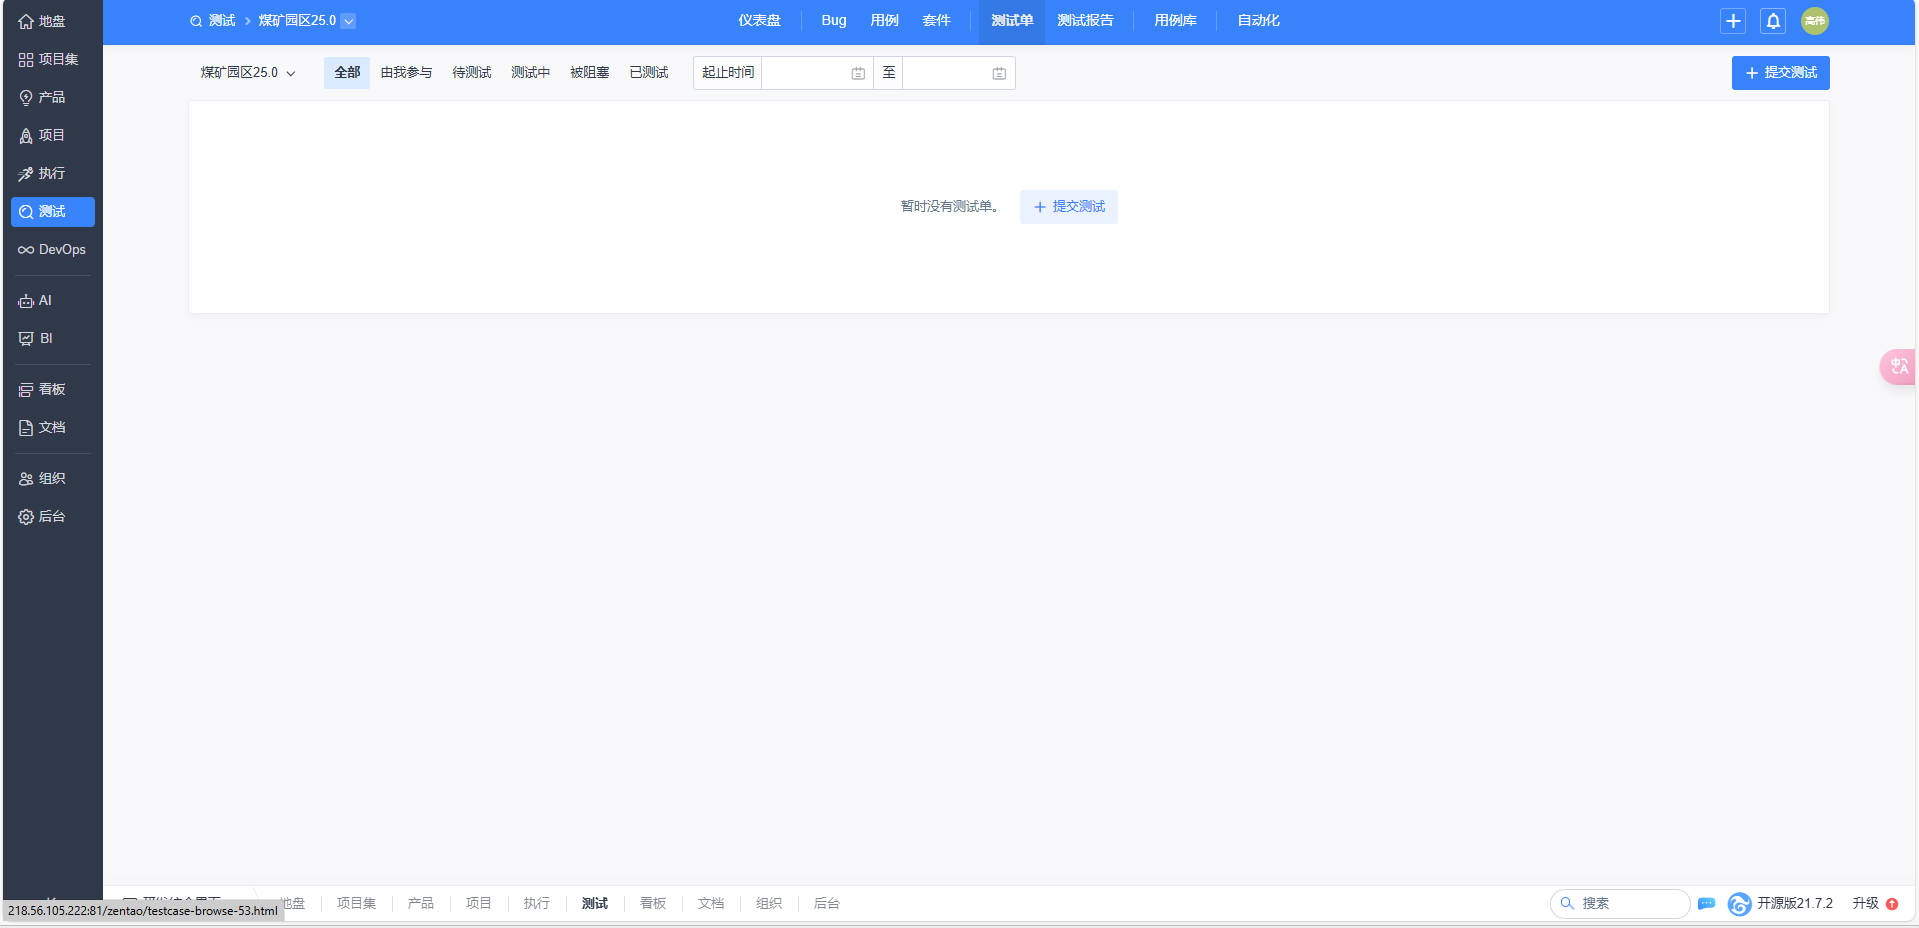 地盘
项目集
产品
项目
执行
测试
DevOps
AI
BI
看板
文档
组织
后台
测试 煤矿园区25.0
仪表盘 Bug 用例 套件 测试单 测试报告 用例库 自动化
高伟
煤矿园区25.0 全部 由我参与 待测试 测试中 被阻塞 已测试 起止时间 至
提交测试
暂时没有测试单。 提交测试
中A
地盘 项目集 产品 项目 执行 测试 看板 文档 组织 后台
搜索 开源版21.7.2 升级
218.56.105.222:81/zentao/testcase-browse-53.html